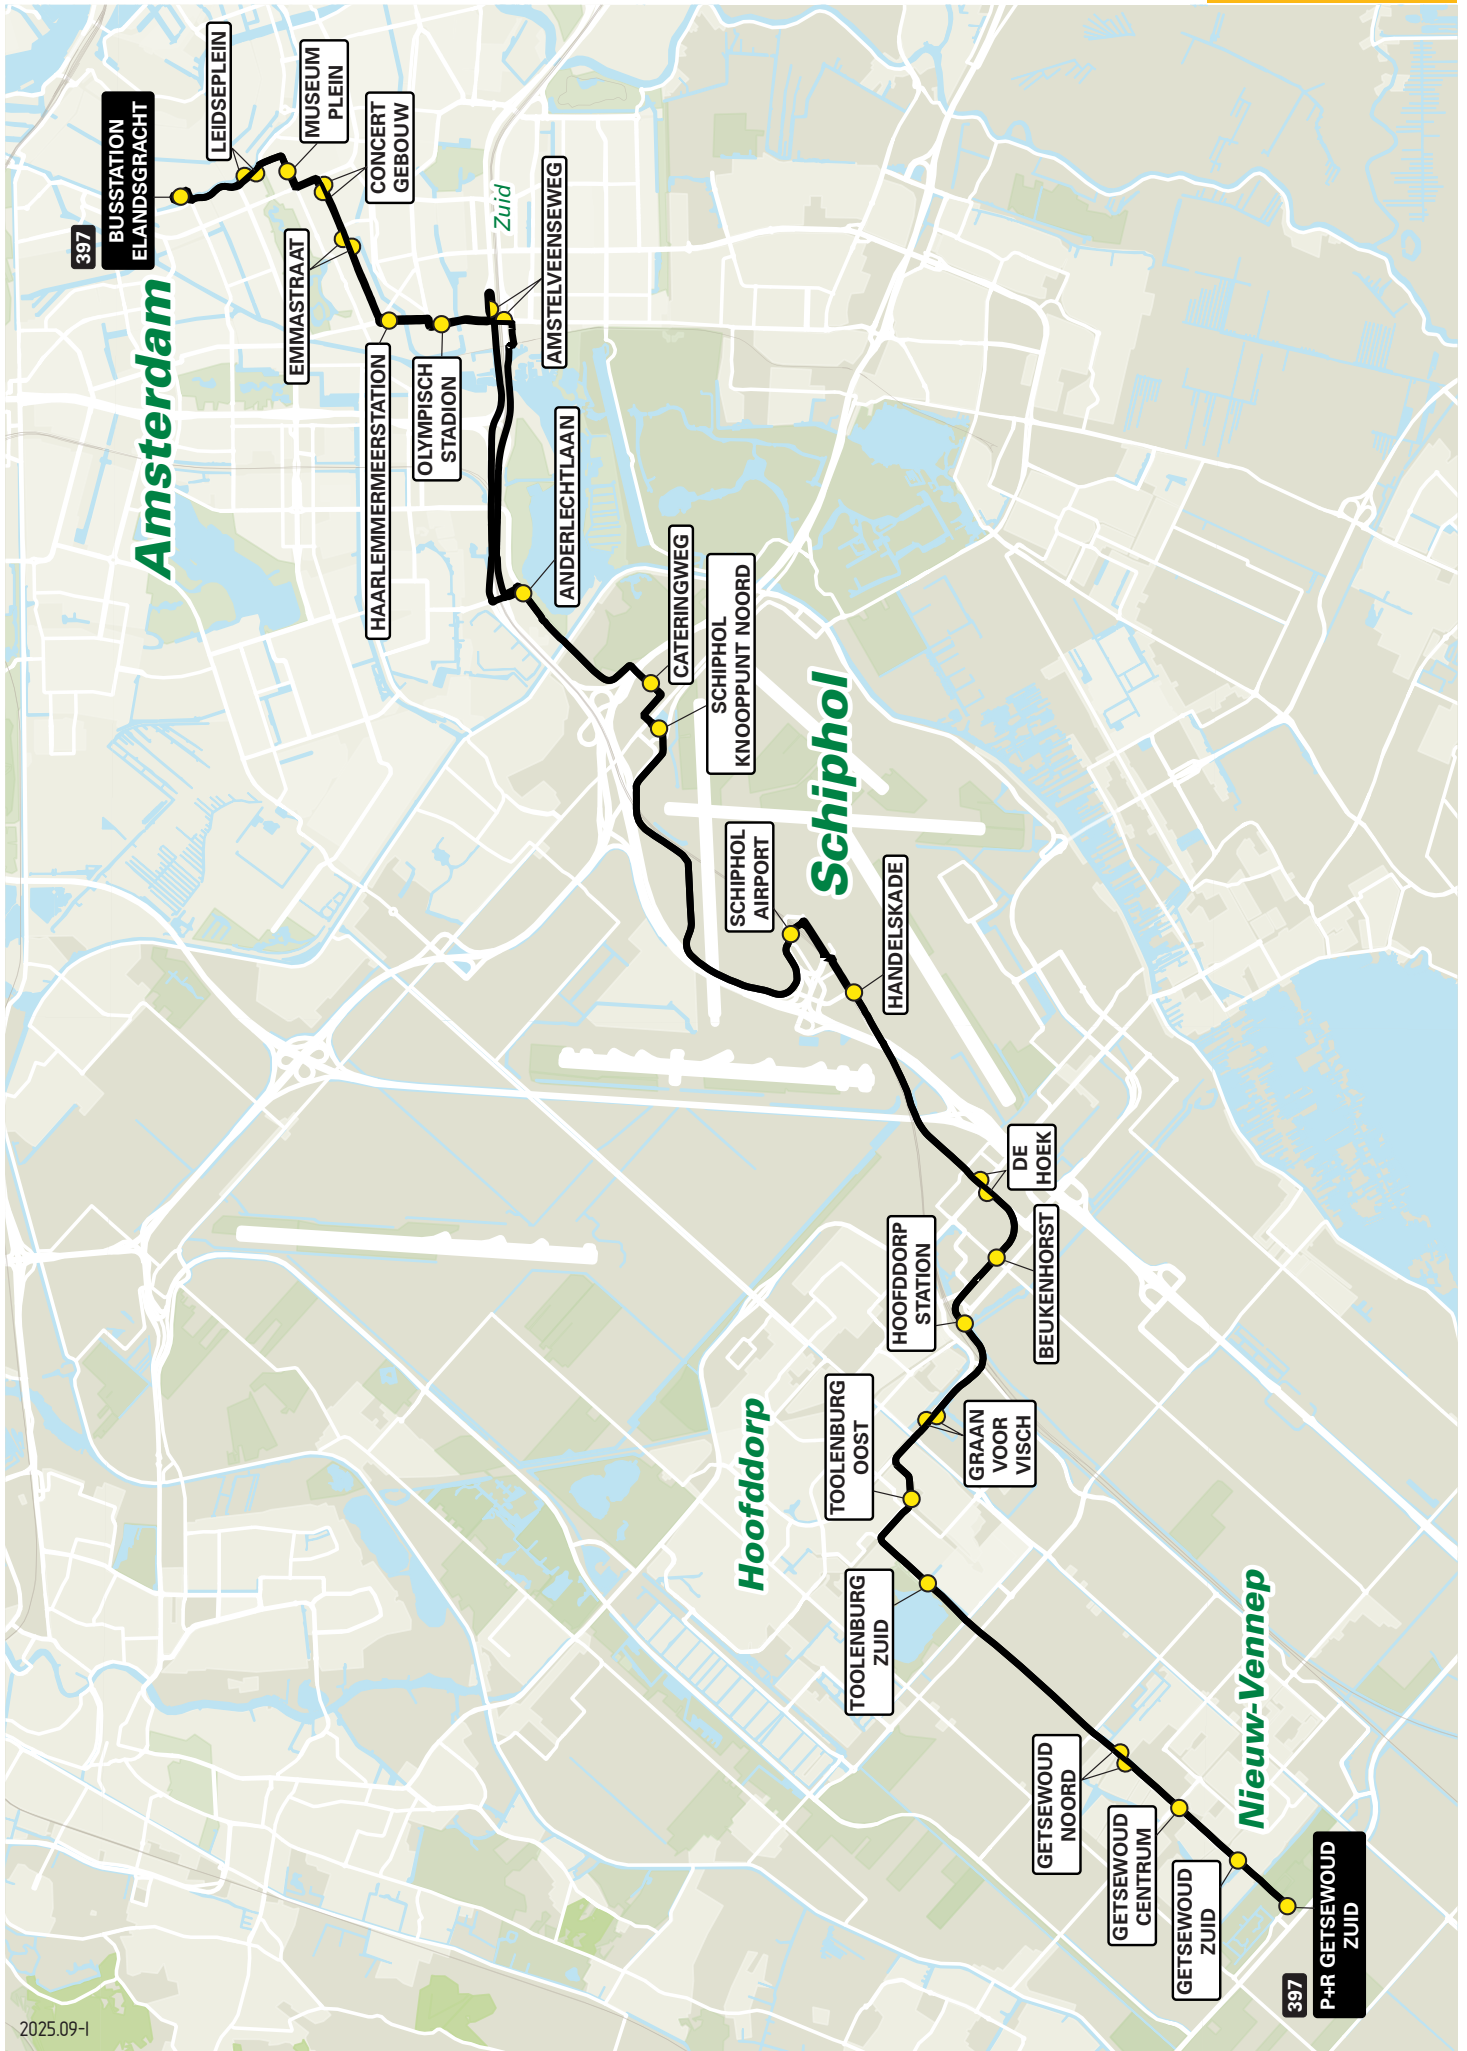 397
BUSSTATION
ELANDSGRACHT
LEIDSEPLEIN
MUSEUM
PLEIN
CONCERT
GEBOUW
Amsterdam
EMMASTRAAT
HAARLEMMERMEERSTATION
OLYMPISCH
STADION
Zuid
AMSTELVEENSEWEG
ANDERLECHTLAAN
CATERINGWEG
SCHIPHOL
KNOOPPUNT NOORD
Schiphol
SCHIPHOL
AIRPORT
HANDELSKADE
DE
HOEK
BEUKENHORST
HOOFDDORP
STATION
GRAAN
VOOR
VISCH
TOOLENBURG
OOST
Hoofddorp
TOOLENBURG
ZUID
Nieuw-Vennep
GETSEWOUD
NOORD
GETSEWOUD
CENTRUM
GETSEWOUD
ZUID
397
P+R GETSEWOUD
ZUID
2025.09-I